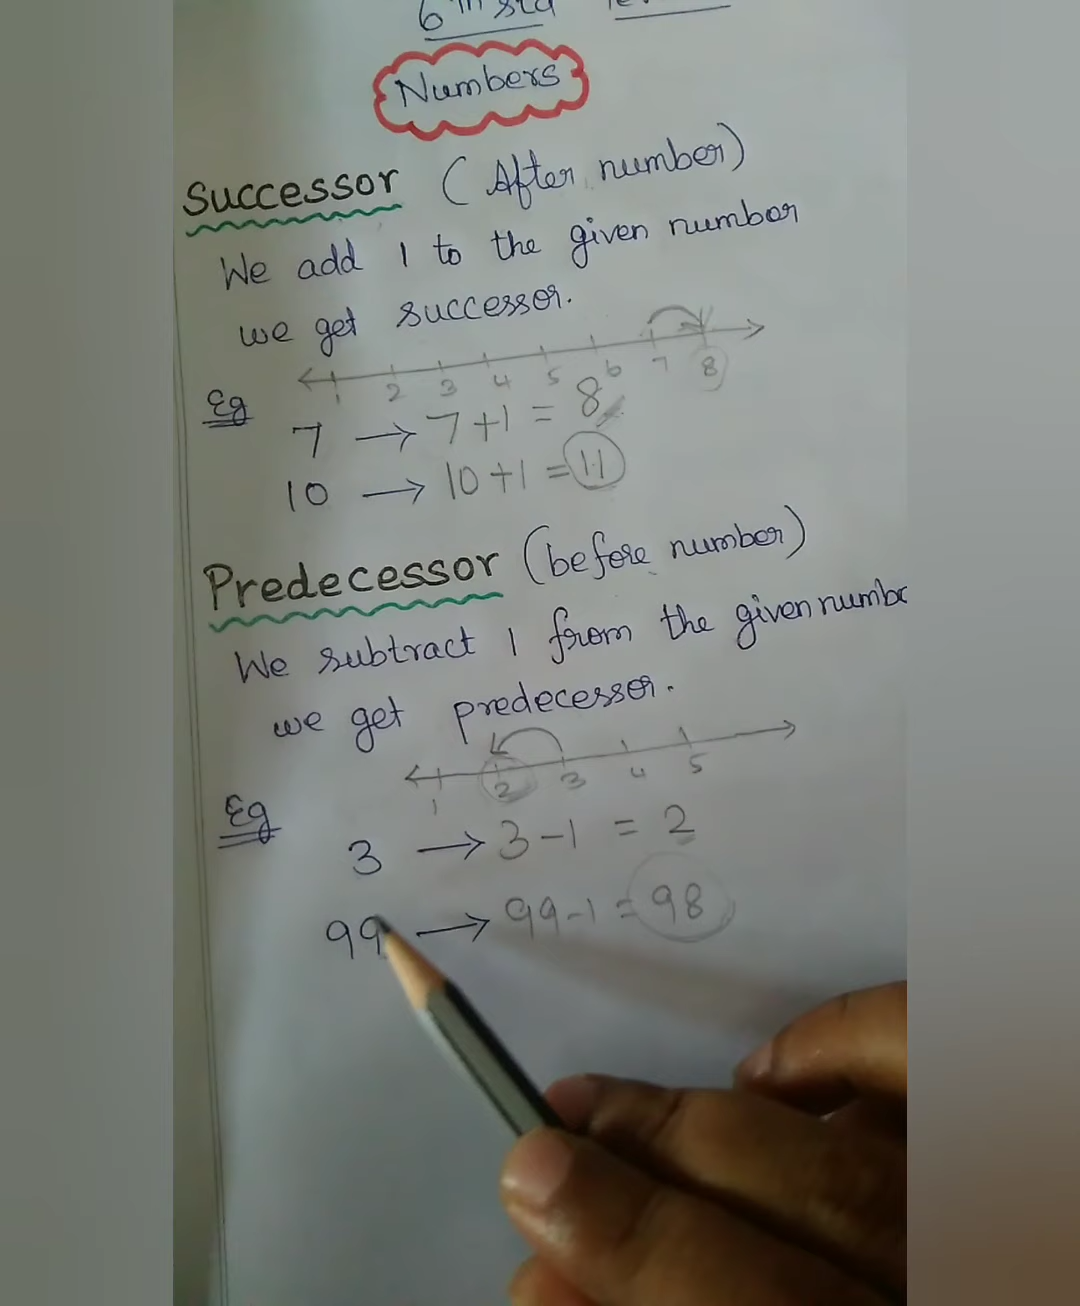 6th std
Numbers
Successor (After number)
We add 1 to the given number
we get successor.
1 2 3 4 5 6 7 8
Eg
7 → 7+1 = 8
10 → 10+1 = 11
Predecessor (before number)
We subtract 1 from the given numbe
we get predecessor.
1 2 3 4 5
Eg
3 → 3-1 = 2
99 → 99-1 = 98